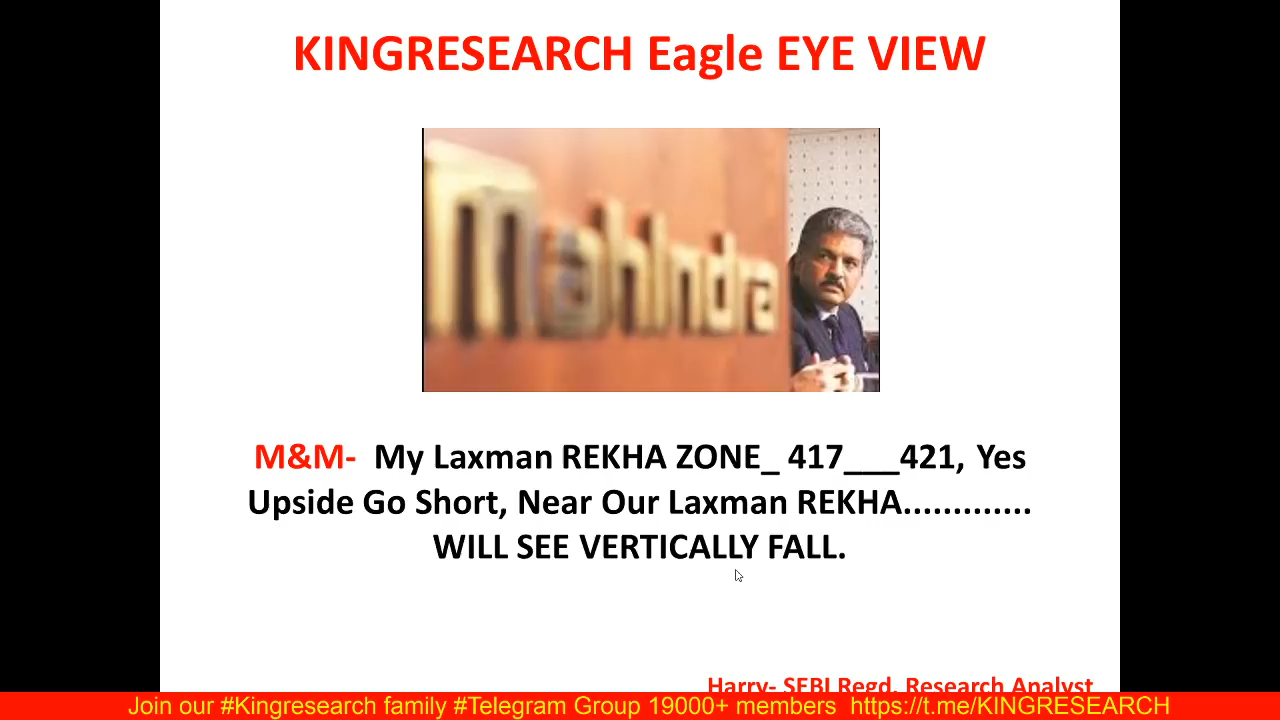 KINGRESEARCH Eagle EYE VIEW
Mahindra
M&M- My Laxman REKHA ZONE_ 417___421, Yes
Upside Go Short, Near Our Laxman REKHA.............
WILL SEE VERTICALLY FALL.
Harry- SEBI Regd. Research Analyst
Join our #Kingresearch family #Telegram Group 19000+ members https://t.me/KINGRESEARCH